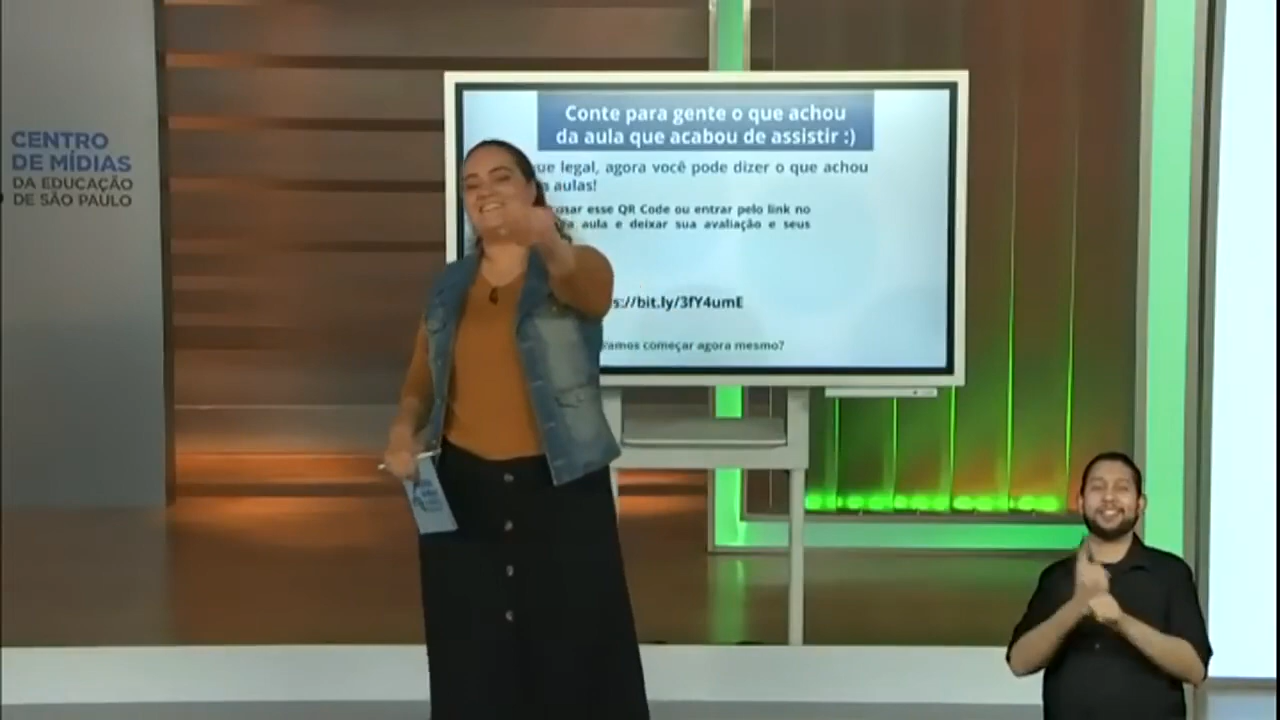 CENTRO
DE MÍDIAS
DA EDUCAÇÃO
DE SÃO PAULO
Conte para gente o que achou
da aula que acabou de assistir :)
ue legal, agora você pode dizer o que achou
aulas!
usar esse QR Code ou entrar pelo link no
aula e deixar sua avaliação e seus
s://bit.ly/3fY4umE
Vamos começar agora mesmo?